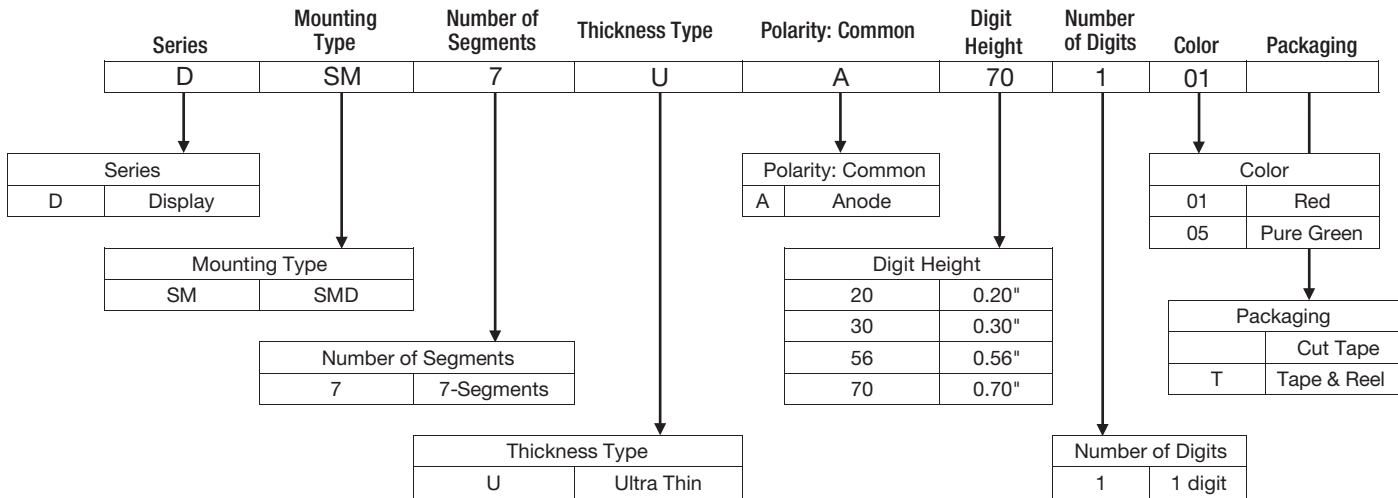 Series
Mounting
Type
Number of
Segments
Thickness Type
Polarity: Common
Digit
Height
Number
of Digits
Color
Packaging
D SM 7 U A 70 1 01
Series
D Display
Mounting Type
SM SMD
Number of Segments
7 7-Segments
Thickness Type
U Ultra Thin
Polarity: Common
A Anode
Digit Height
20 0.20"
30 0.30"
56 0.56"
70 0.70"
Number of Digits
1 1 digit
Color
01 Red
05 Pure Green
Packaging
Cut Tape
T Tape & Reel